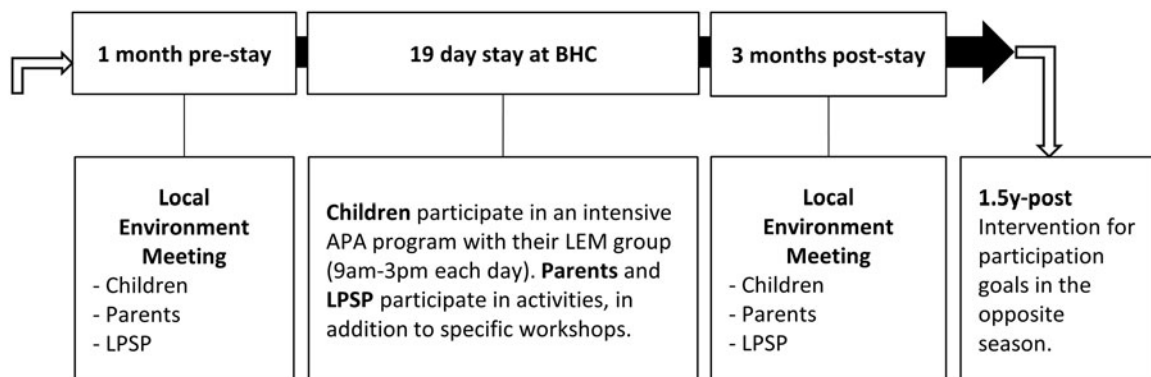 1 month pre-stay
19 day stay at BHC
3 months post-stay
Local
Environment
Meeting
- Children
- Parents
- LPSP
Children participate in an intensive
APA program with their LEM group
(9am-3pm each day). Parents and
LPSP participate in activities, in
addition to specific workshops.
Local
Environment
Meeting
- Children
- Parents
- LPSP
1.5y-post
Intervention for
participation
goals in the
opposite
season.